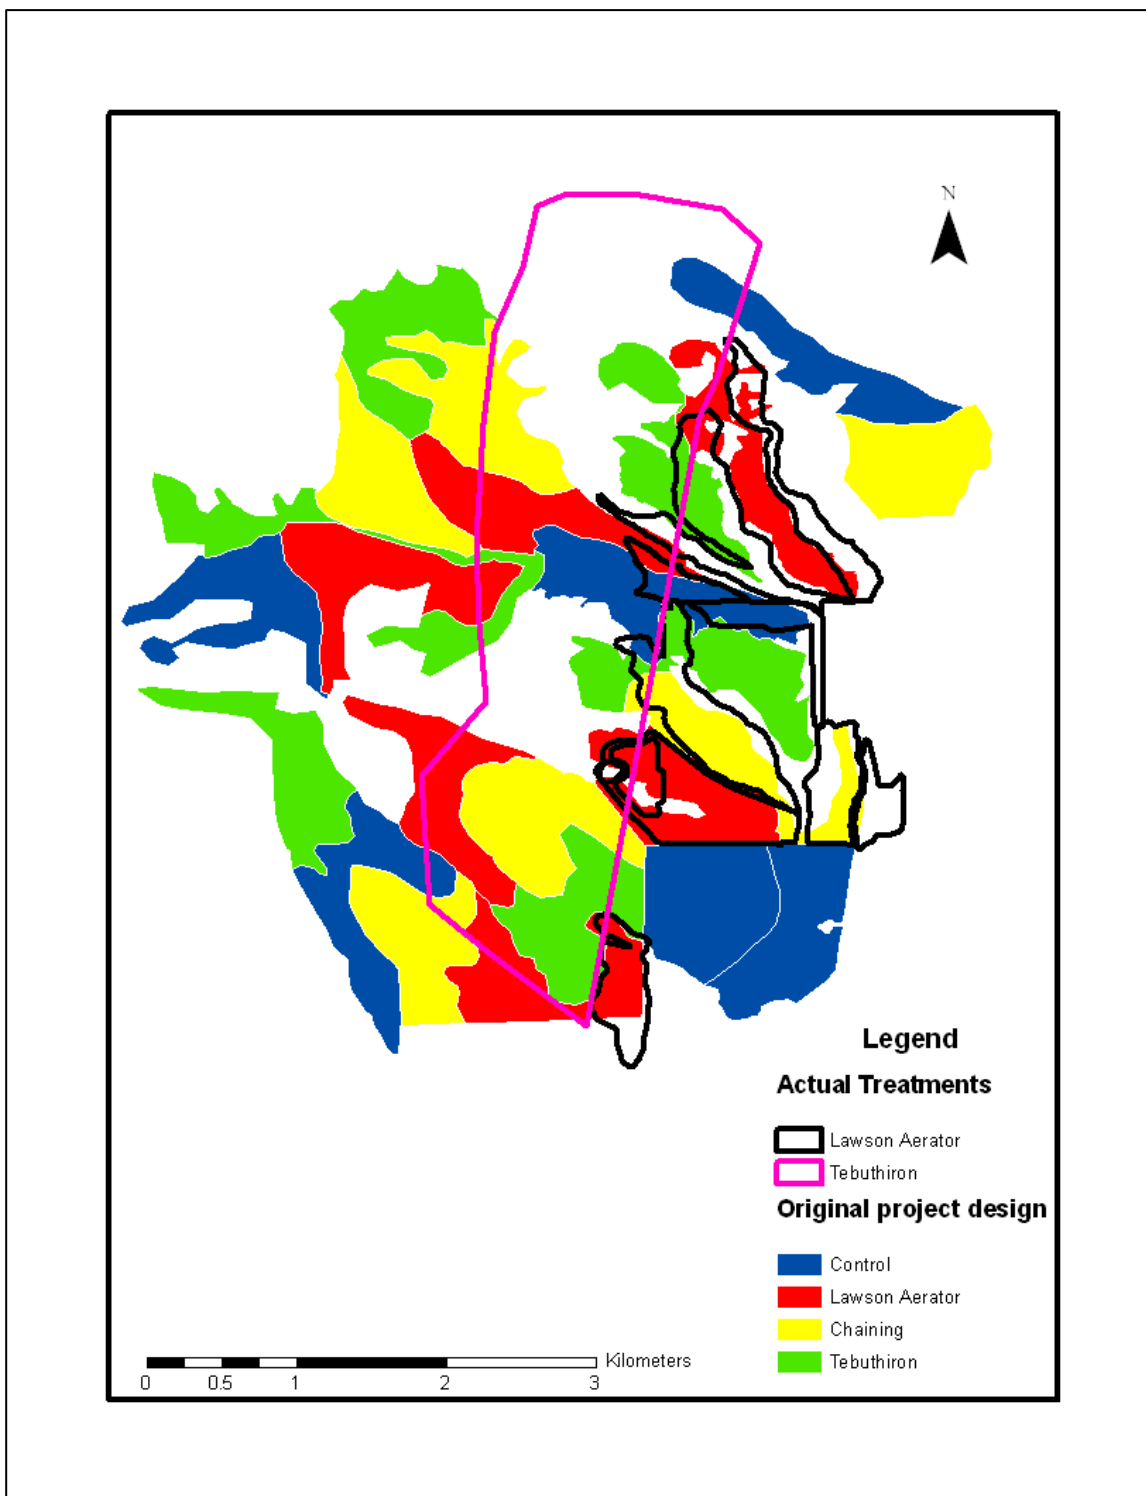 N
Legend
Actual Treatments
Lawson Aerator
Tebuthiron
Original project design
Control
Lawson Aerator
Chaining
Tebuthiron
Kilometers
0 0.5 1 2 3